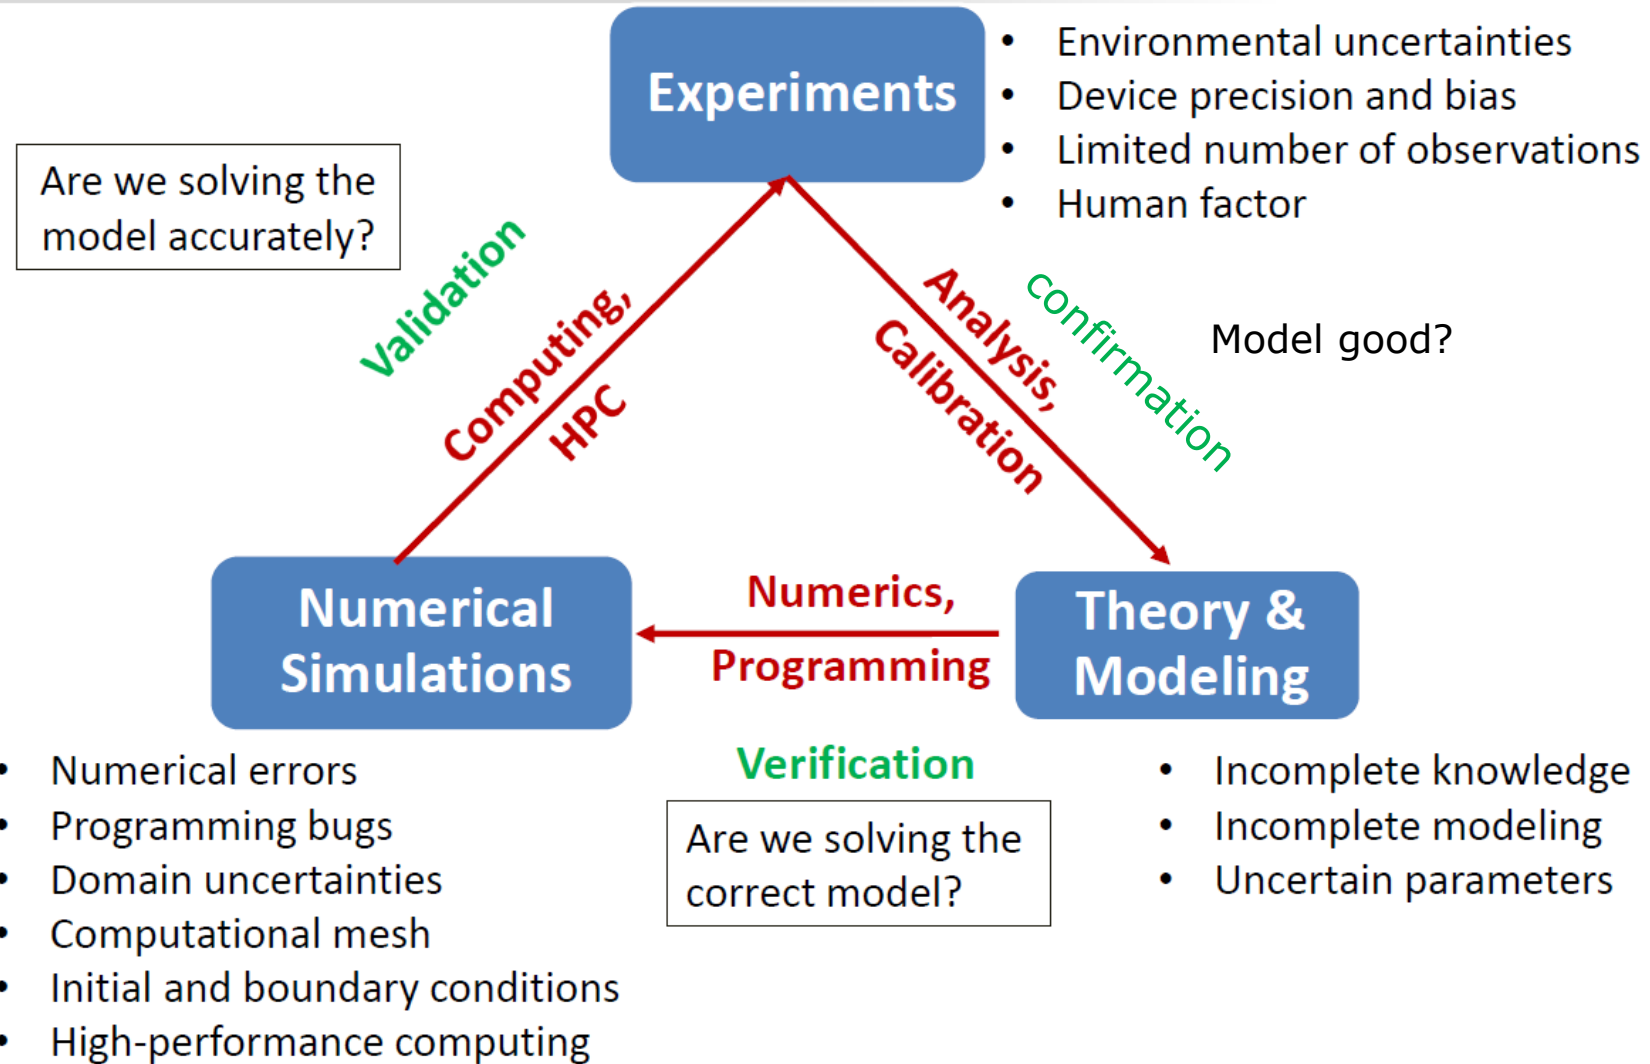 Experiments
• Environmental uncertainties
• Device precision and bias
• Limited number of observations
• Human factor
Are we solving the
model accurately?
Validation
Computing,
HPC
Analysis,
Calibration
confirmation
Model good?
Numerical
Simulations
Numerics,
Programming
Theory &
Modeling
• Numerical errors
• Programming bugs
• Domain uncertainties
• Computational mesh
• Initial and boundary conditions
• High-performance computing
Verification
Are we solving the
correct model?
• Incomplete knowledge
• Incomplete modeling
• Uncertain parameters